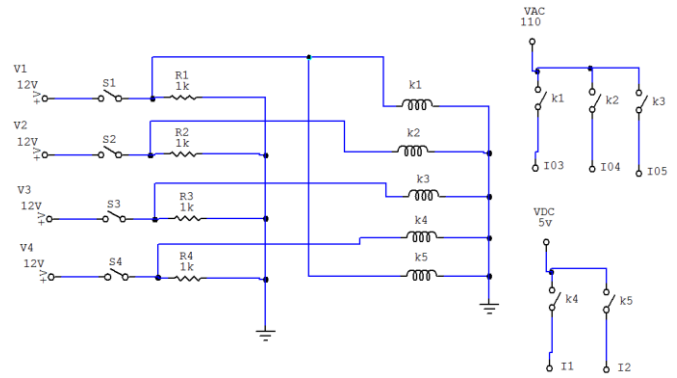 V1
12V
+V
S1
R1
1k
k1
V2
12V
+V
S2
R2
1k
k2
V3
12V
+V
S3
R3
1k
k3
V4
12V
+V
S4
R4
1k
k4
k5
VAC
110
k1
k2
k3
I03
I04
I05
VDC
5v
k4
k5
I1
I2